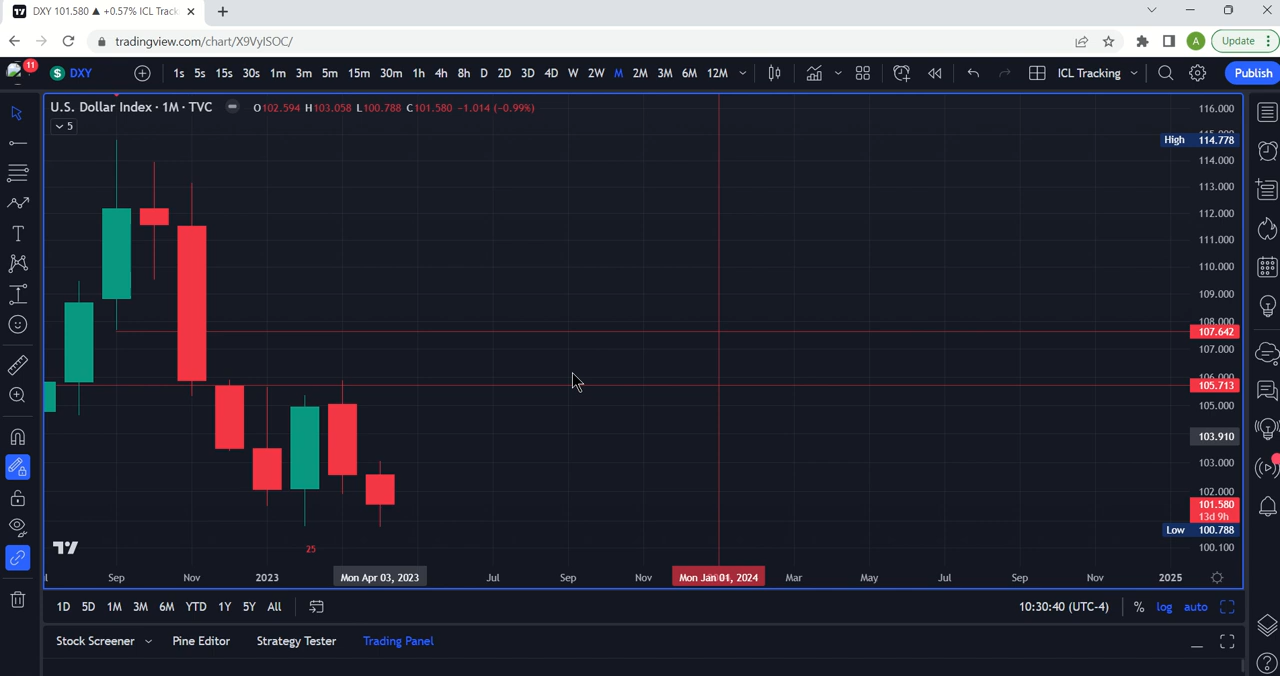 DXY 101.580 ▲ +0.57% ICL Track
tradingview.com/chart/X9VyISOC/
A
Update
11
$ DXY
1s 5s 15s 30s 1m 3m 5m 15m 30m 1h 4h 8h D 2D 3D 4D W 2W M 2M 3M 6M 12M
ICL Tracking
Publish
U.S. Dollar Index · 1M · TVC
O102.594 H103.058 L100.788 C101.580 -1.014 (-0.99%)
5
116.000
High 114.778
114.000
113.000
112.000
111.000
110.000
109.000
108.000
107.642
107.000
106.000
105.713
105.000
103.910
103.000
102.000
101.580
13d 9h
Low 100.788
100.100
25
Sep Nov 2023 Mon Apr 03, 2023 Jul Sep Nov Mon Jan 01, 2024 Mar May Jul Sep Nov 2025
1D 5D 1M 3M 6M YTD 1Y 5Y All
10:30:40 (UTC-4) % log auto
Stock Screener Pine Editor Strategy Tester Trading Panel